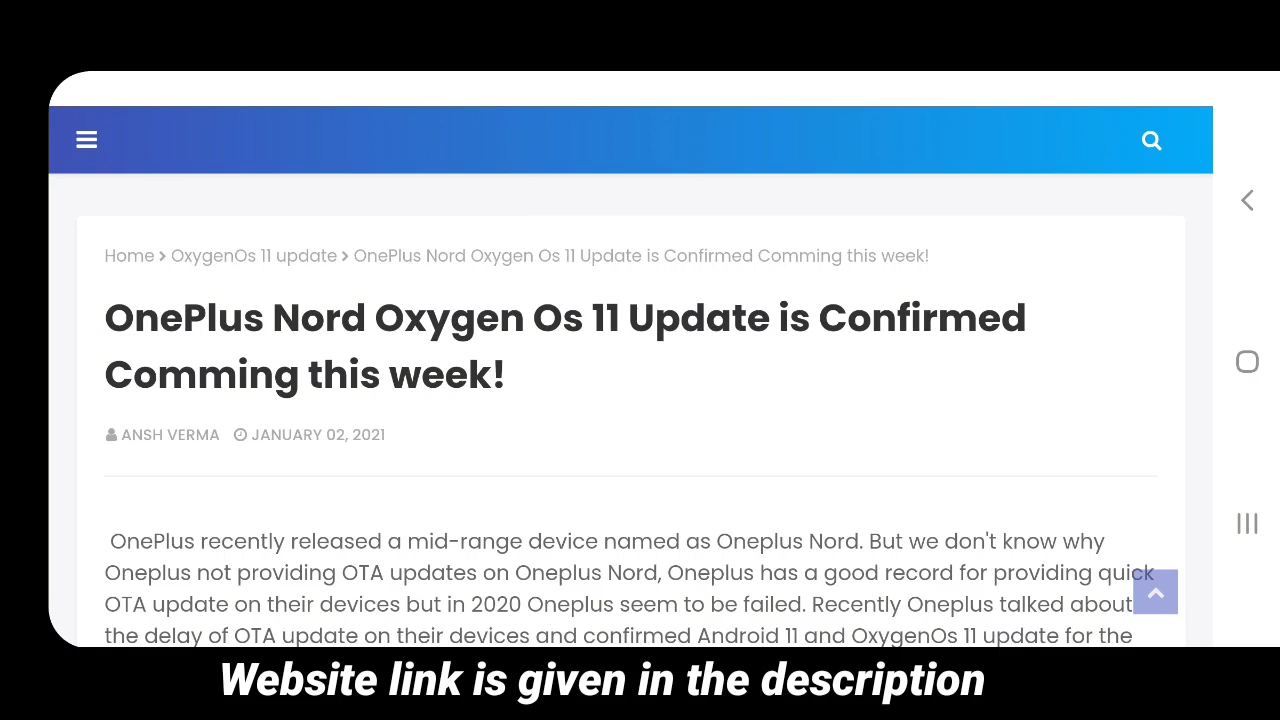 Home > OxygenOs 11 update > OnePlus Nord Oxygen Os 11 Update is Confirmed Comming this week!
OnePlus Nord Oxygen Os 11 Update is Confirmed
Comming this week!
ANSH VERMA JANUARY 02, 2021
OnePlus recently released a mid-range device named as Oneplus Nord. But we don't know why
Oneplus not providing OTA updates on Oneplus Nord, Oneplus has a good record for providing quick
OTA update on their devices but in 2020 Oneplus seem to be failed. Recently Oneplus talked about
the delay of OTA update on their devices and confirmed Android 11 and OxygenOs 11 update for the
Website link is given in the description